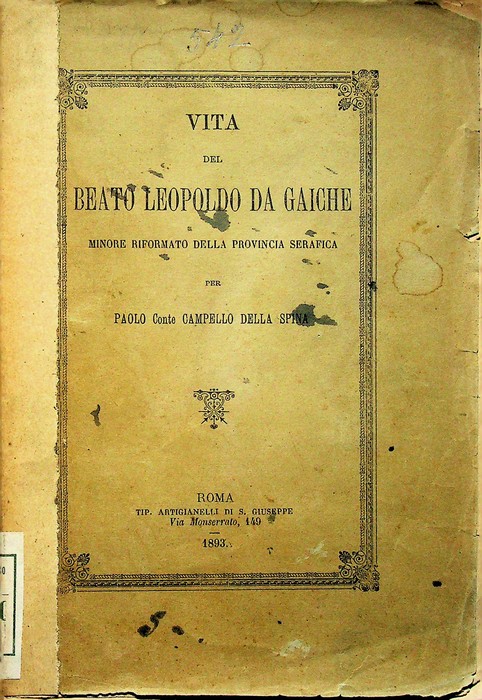 542
VITA
DEL
BEATO LEOPOLDO DA GAICHE
MINORE RIFORMATO DELLA PROVINCIA SERAFICA
PER
PAOLO Conte CAMPELLO DELLA SPINA
ROMA
TIP. ARTIGIANELLI DI S. GIUSEPPE
Via Monserrato, 149
1893.